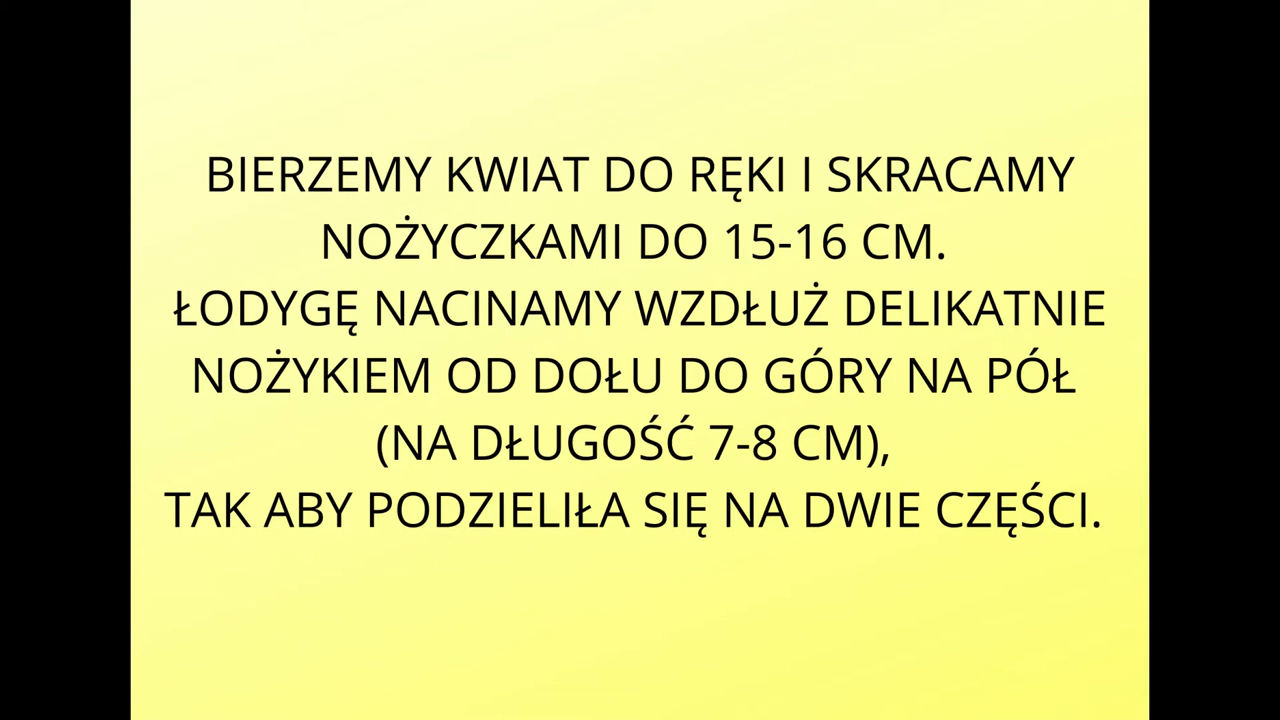 BIERZEMY KWIAT DO RĘKI I SKRACAMY
NOŻYCZKAMI DO 15-16 CM.
ŁODYGĘ NACINAMY WZDŁUŻ DELIKATNIE
NOŻYKIEM OD DOŁU DO GÓRY NA PÓŁ
(NA DŁUGOŚĆ 7-8 CM),
TAK ABY PODZIELIŁA SIĘ NA DWIE CZĘŚCI.